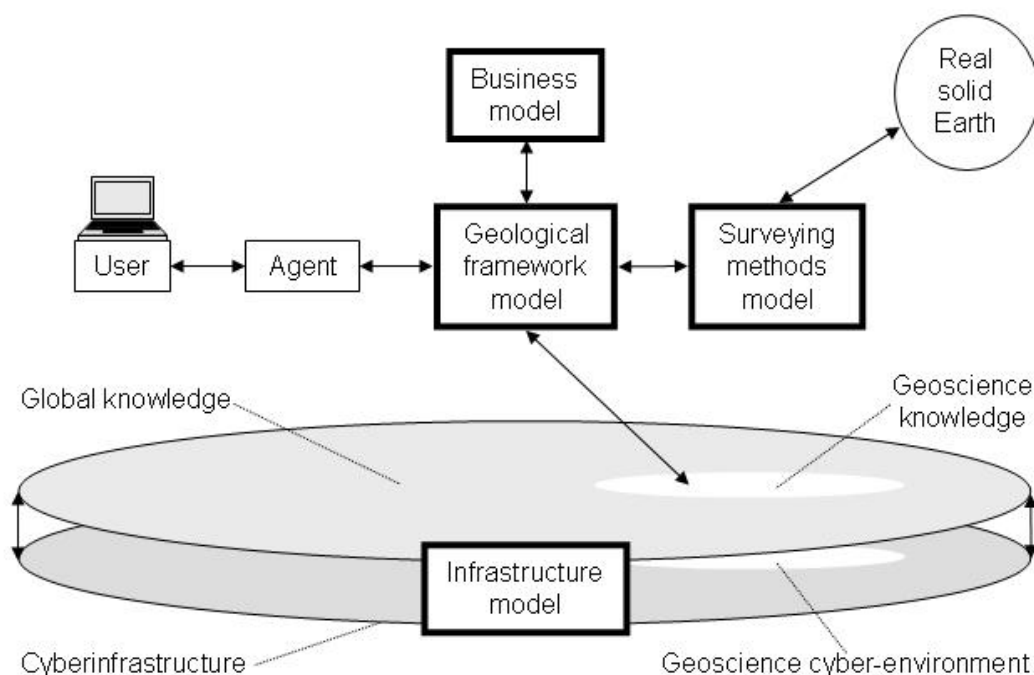 Business
model
Real
solid
Earth
User
Agent
Geological
framework
model
Surveying
methods
model
Global knowledge
Geoscience
knowledge
Infrastructure
model
Cyberinfrastructure
Geoscience cyber-environment